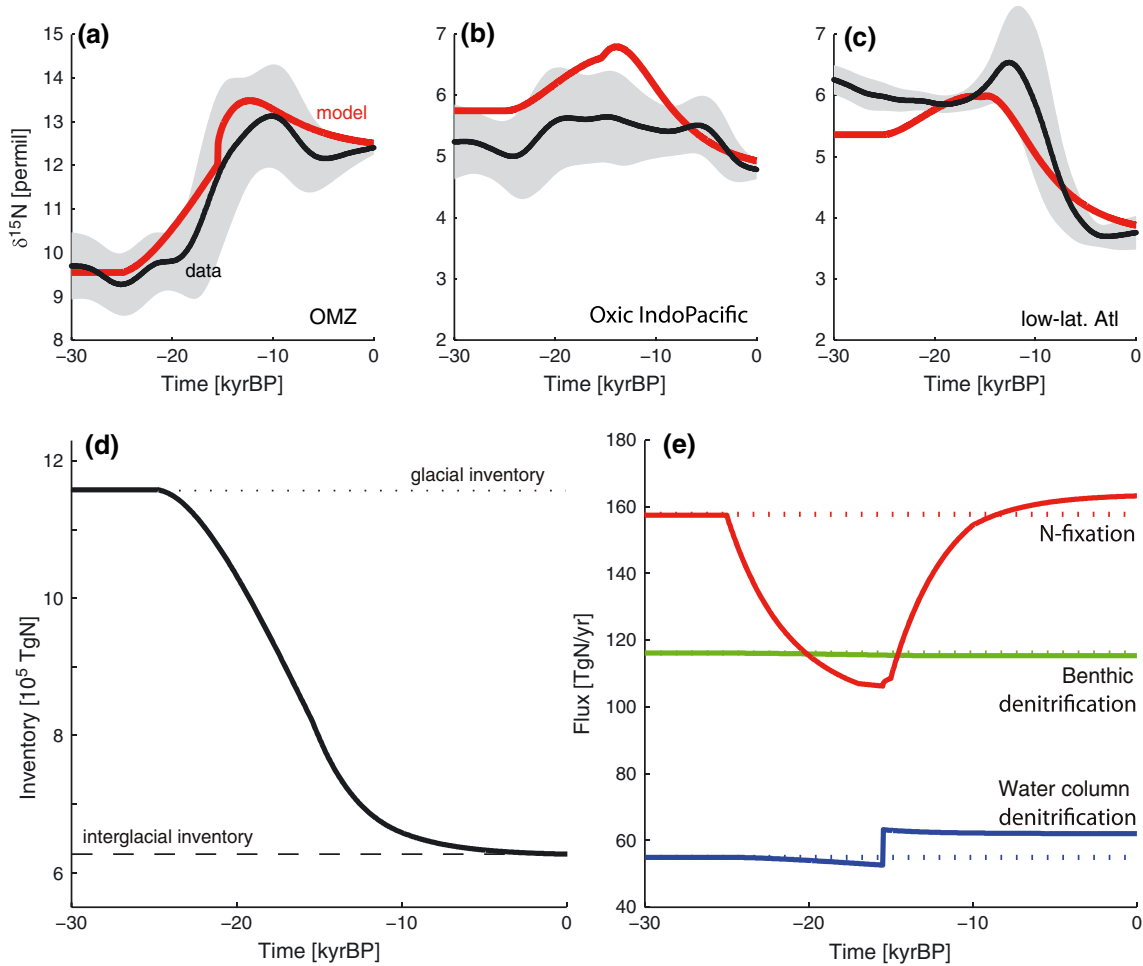 (a)
(b)
(c)
15
14
13
12
11
10
9
8
δ15N [permil]
model
data
OMZ
−30
−20
−10
0
Time [kyrBP]
7
6
5
4
3
2
Oxic IndoPacific
−30
−20
−10
0
Time [kyrBP]
7
6
5
4
3
2
low-lat. Atl
−30
−20
−10
0
Time [kyrBP]
(d)
12
10
8
6
Inventory [10^5 TgN]
glacial inventory
interglacial inventory
−30
−20
−10
0
Time [kyrBP]
(e)
180
160
140
120
100
80
60
40
Flux [TgN/yr]
N-fixation
Benthic
denitrification
Water column
denitrification
−30
−20
−10
0
Time [kyrBP]